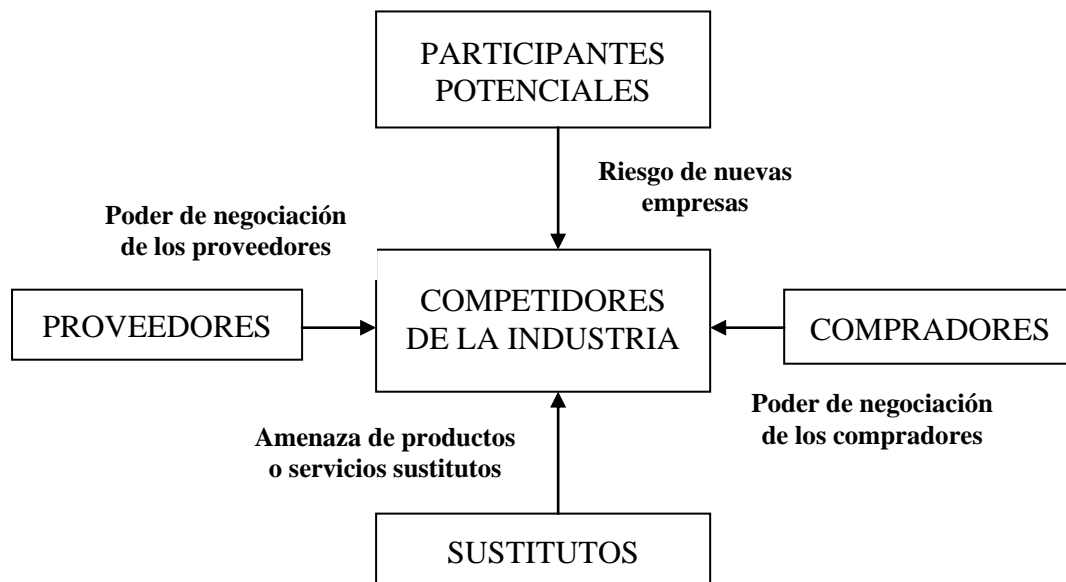 PARTICIPANTES
POTENCIALES
Riesgo de nuevas
empresas
Poder de negociación
de los proveedores
PROVEEDORES
COMPETIDORES
DE LA INDUSTRIA
COMPRADORES
Poder de negociación
de los compradores
Amenaza de productos
o servicios sustitutos
SUSTITUTOS